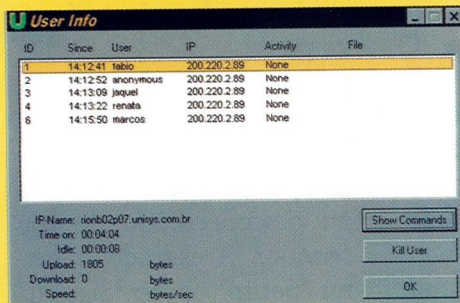 User Info
ID Since User IP Activity File
1 14:12:41 fabio 200.220.2.89 None
2 14:12:52 anonymous 200.220.2.89 None
3 14:13:09 jaquel 200.220.2.89 None
4 14:13:22 renata 200.220.2.89 None
6 14:15:50 marcos 200.220.2.89 None
IP-Name: rionb02p07.unisys.com.br
Show Commands
Time on: 00:04:04
Idle: 00:00:08
Kill User
Upload: 1805 bytes
Download: 0 bytes
OK
Speed: bytes/sec